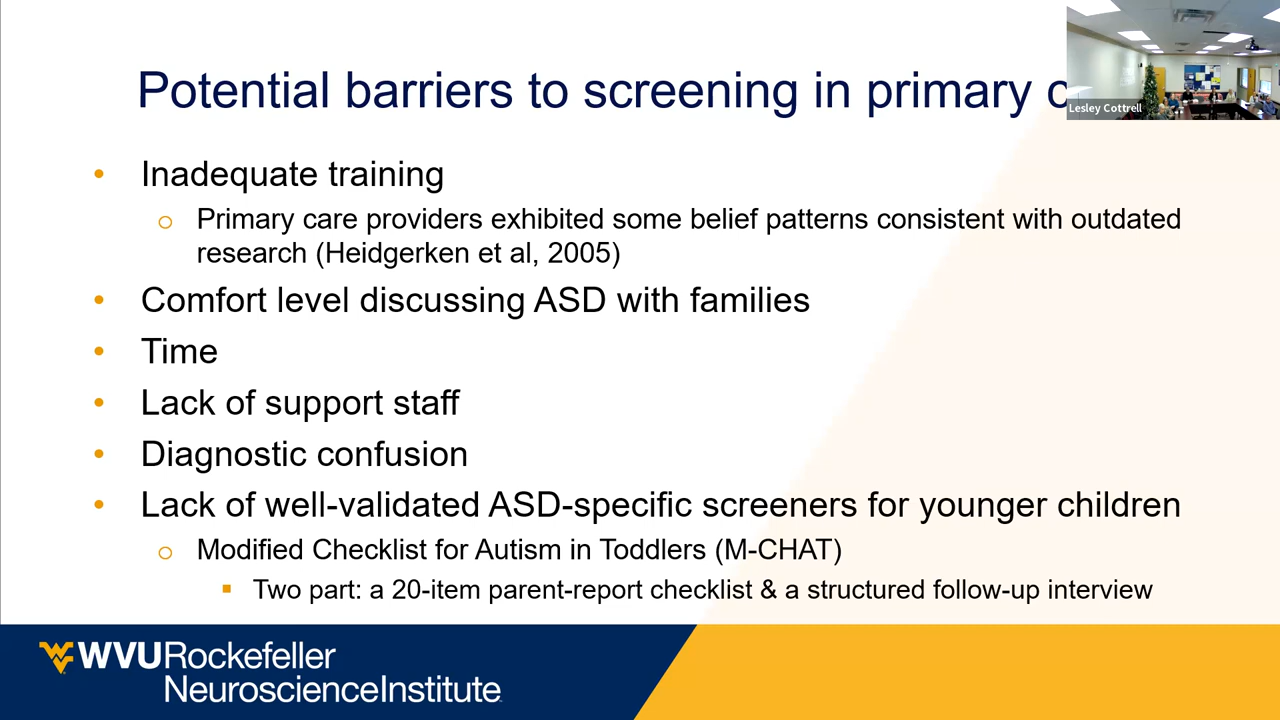 Potential barriers to screening in primary
Lesley Cottrell
• Inadequate training
o Primary care providers exhibited some belief patterns consistent with outdated
research (Heidgerken et al, 2005)
• Comfort level discussing ASD with families
• Time
• Lack of support staff
• Diagnostic confusion
• Lack of well-validated ASD-specific screeners for younger children
o Modified Checklist for Autism in Toddlers (M-CHAT)
▪ Two part: a 20-item parent-report checklist & a structured follow-up interview
WVURockefeller
NeuroscienceInstitute